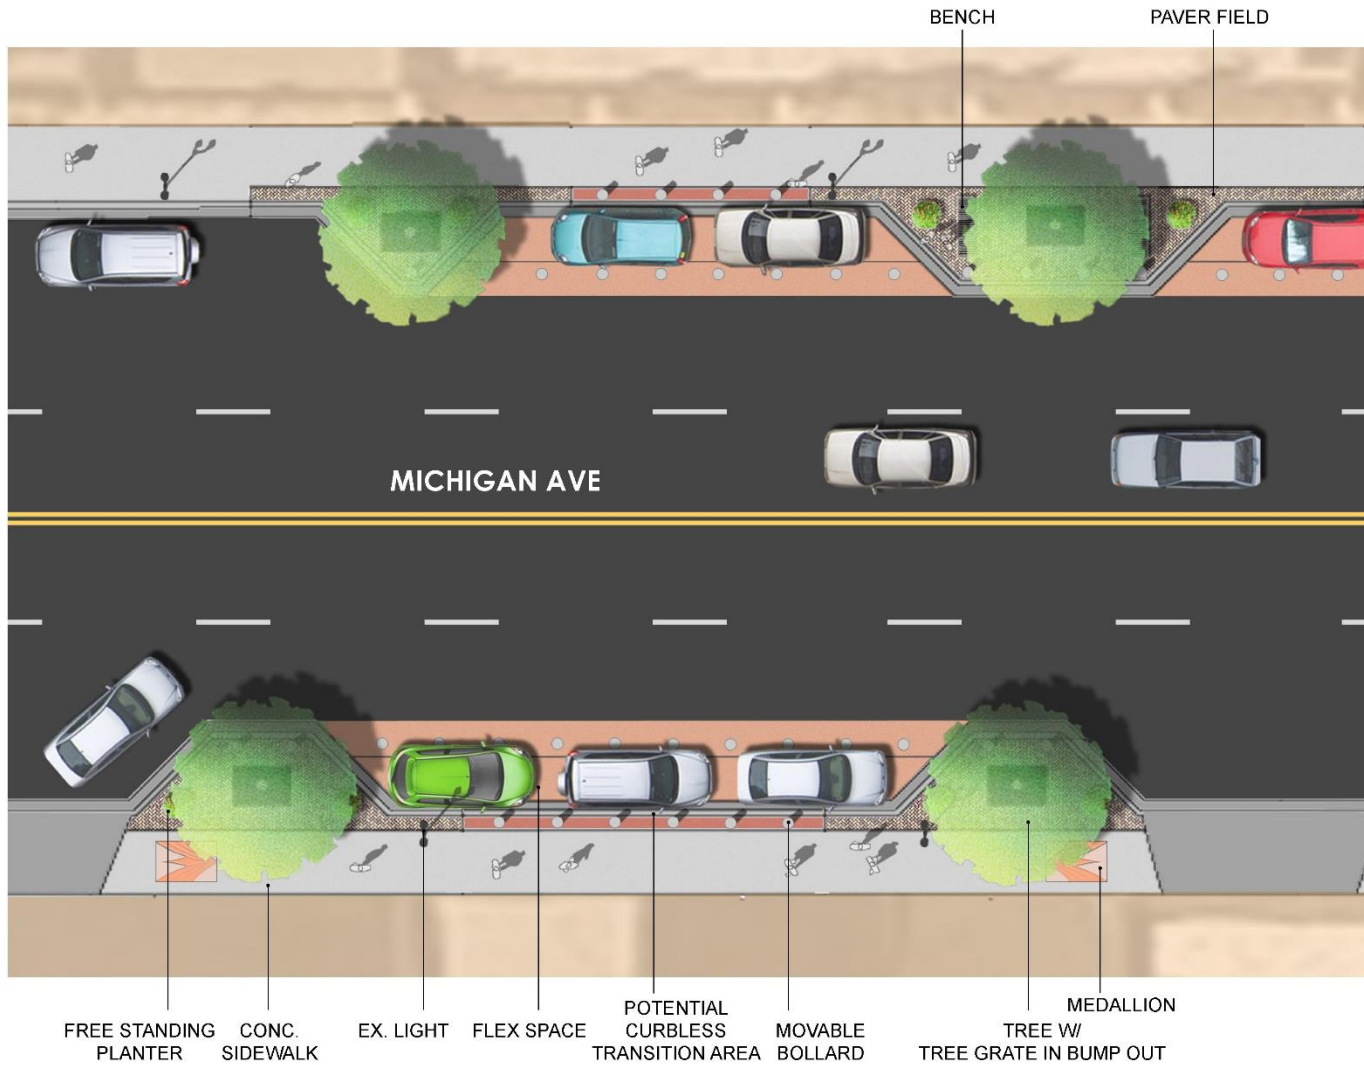 BENCH
PAVER FIELD
MICHIGAN AVE
FREE STANDING
PLANTER
CONC.
SIDEWALK
EX. LIGHT
FLEX SPACE
POTENTIAL
CURBLESS
TRANSITION AREA
MOVABLE
BOLLARD
TREE W/
TREE GRATE IN BUMP OUT
MEDALLION